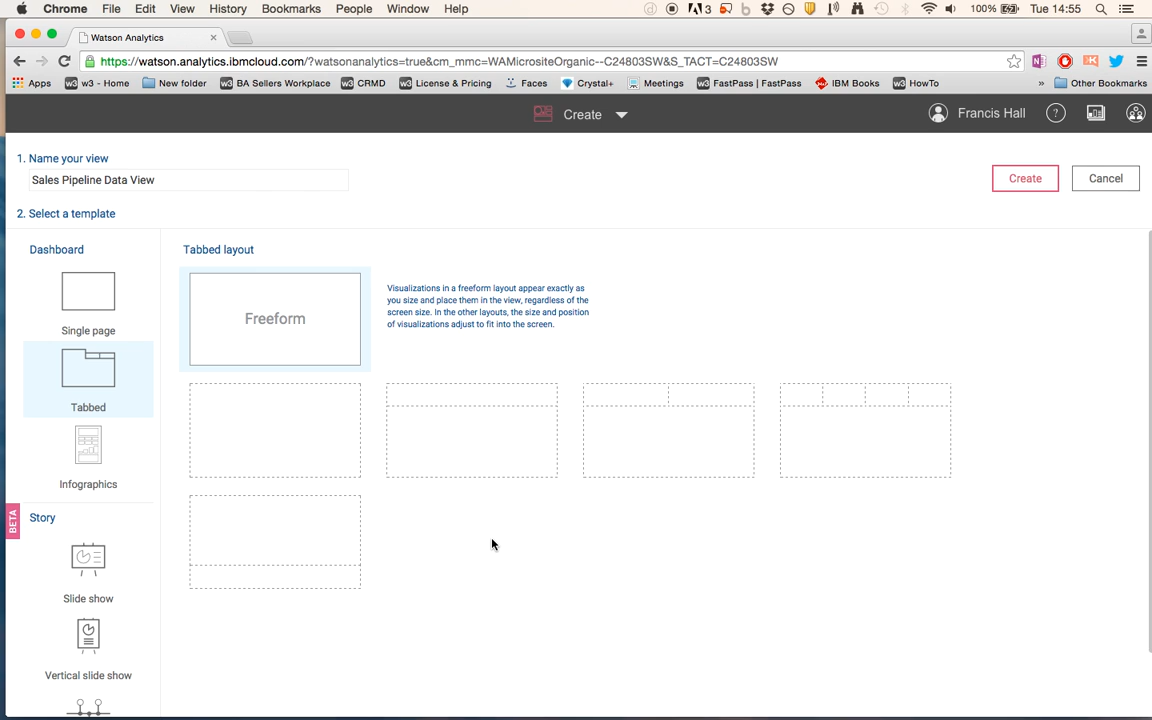 Chrome File Edit View History Bookmarks People Window Help
3
100%
Tue 14:55
Watson Analytics
https://watson.analytics.ibmcloud.com/?watsonanalytics=true&cm_mmc=WAMicrositeOrganic--C24803SW&S_TACT=C24803SW
Apps w3 - Home New folder BA Sellers Workplace CRMD License & Pricing Faces Crystal+ Meetings FastPass | FastPass IBM Books HowTo » Other Bookmarks
Create
Francis Hall
?
1. Name your view
Sales Pipeline Data View
Create
Cancel
2. Select a template
Dashboard
Tabbed layout
Freeform
Visualizations in a freeform layout appear exactly as
you size and place them in the view, regardless of the
screen size. In the other layouts, the size and position
of visualizations adjust to fit into the screen.
Single page
Tabbed
Infographics
BETA
Story
Slide show
Vertical slide show